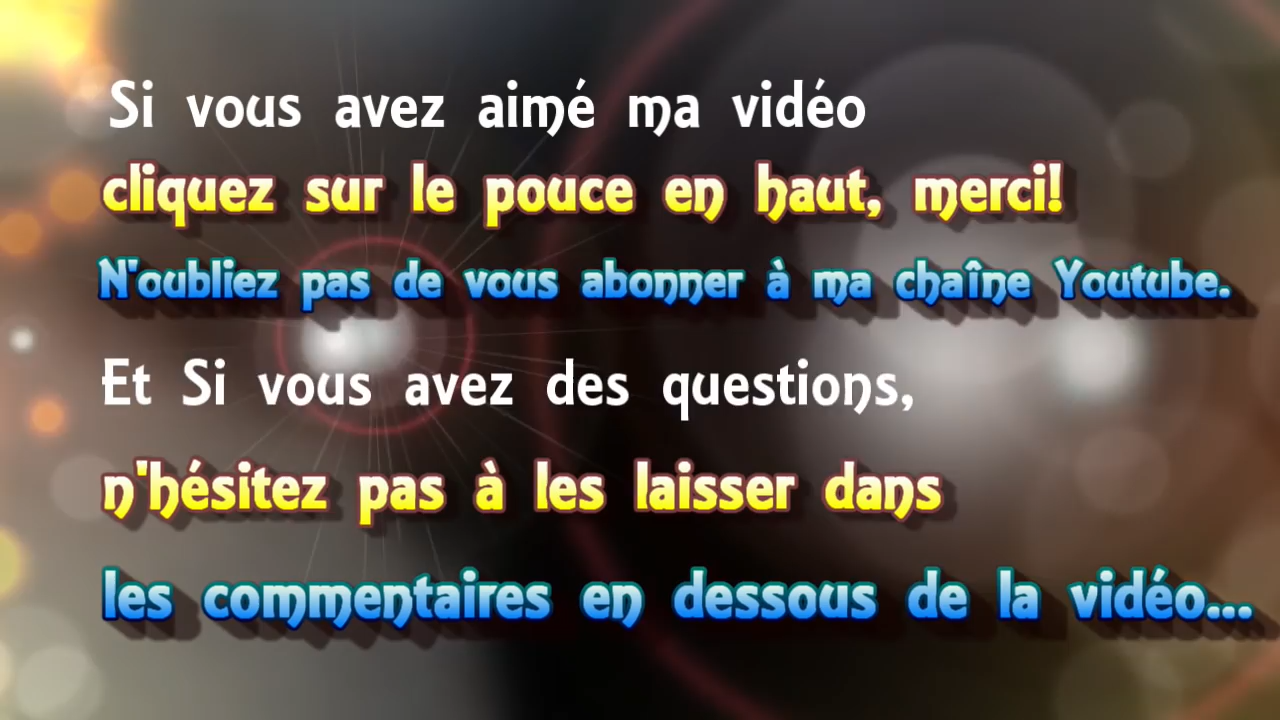 Si vous avez aimé ma vidéo
cliquez sur le pouce en haut, merci!
N'oubliez pas de vous abonner à ma chaîne Youtube.
Et Si vous avez des questions,
n'hésitez pas à les laisser dans
les commentaires en dessous de la vidéo...